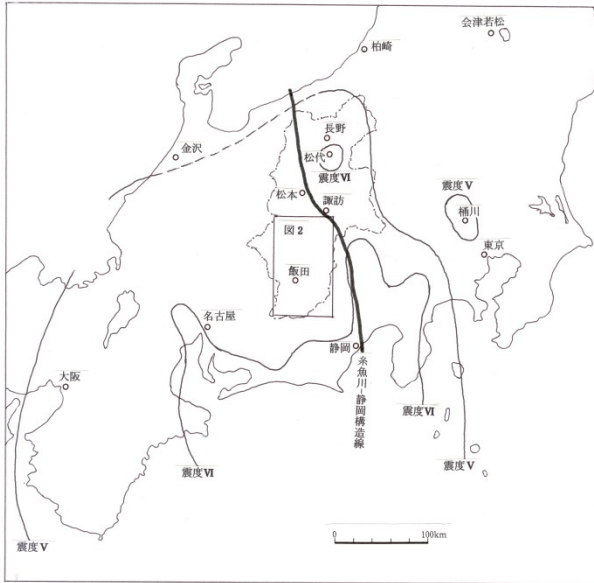 会津若松
柏崎
長野
金沢
松代
震度Ⅵ
松本
諏訪
震度Ⅴ
桶川
図2
東京
飯田
名古屋
静岡
糸魚川-静岡構造線
大阪
震度Ⅵ
震度Ⅵ
震度Ⅴ
震度Ⅴ
0
100km